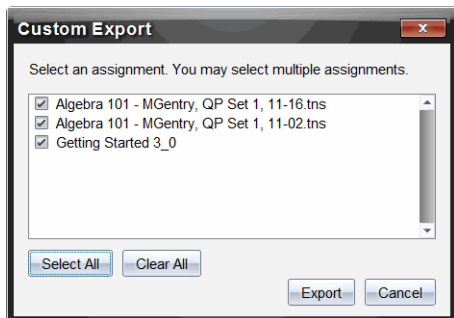 Custom Export
Select an assignment. You may select multiple assignments.
Algebra 101 - MGentry, QP Set 1, 11-16.tns
Algebra 101 - MGentry, QP Set 1, 11-02.tns
Getting Started 3_0
Select All Clear All
Export Cancel